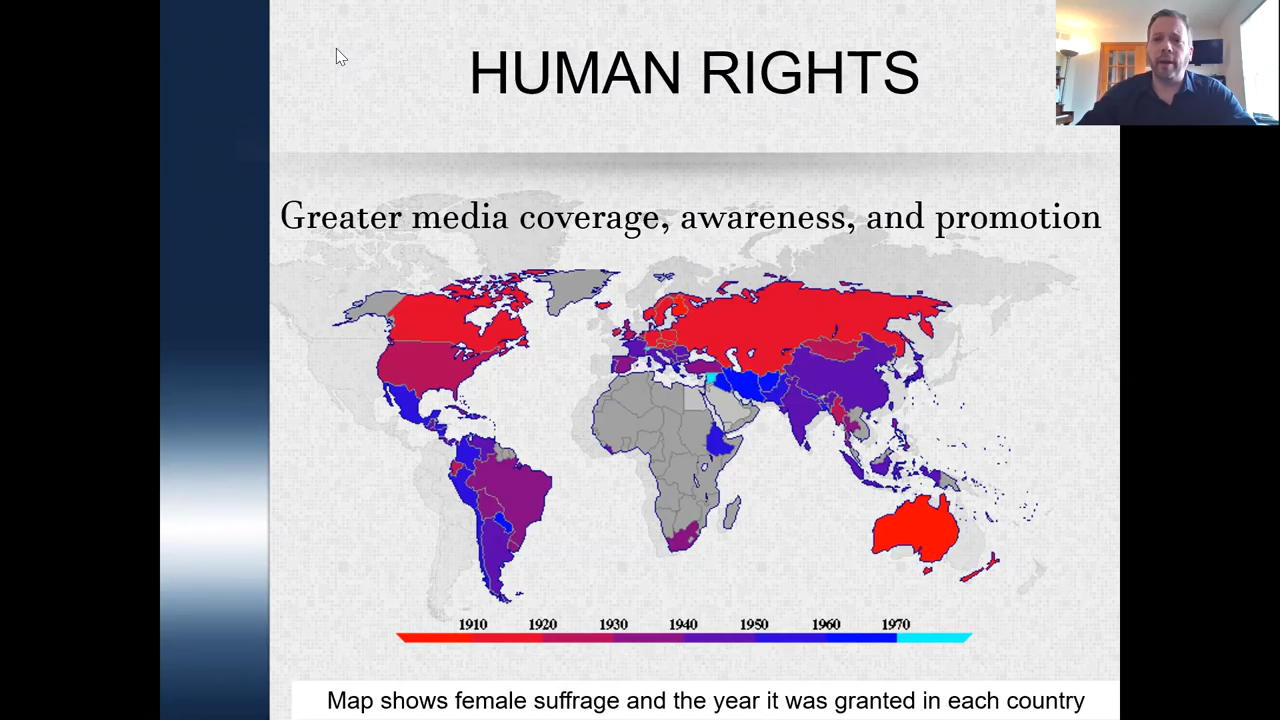 HUMAN RIGHTS
Greater media coverage, awareness, and promotion
1910 1920 1930 1940 1950 1960 1970
Map shows female suffrage and the year it was granted in each country